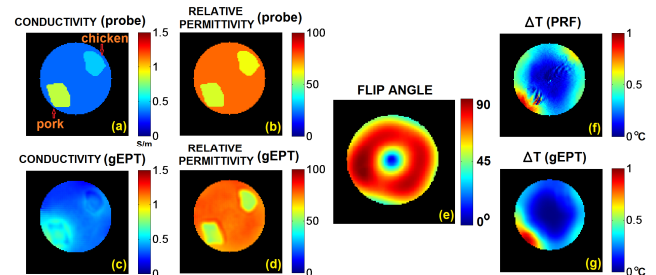 CONDUCTIVITY (probe)
chicken
1.5
1.0
0.5
0
S/m
pork
(a)
RELATIVE
PERMITTIVITY (probe)
100
50
0
(b)
CONDUCTIVITY (gEPT)
1.5
1.0
0.5
0
(c)
RELATIVE
PERMITTIVITY (gEPT)
100
50
0
(d)
FLIP ANGLE
90
45
0°
(e)
ΔT (PRF)
1
0.5
0 °C
(f)
ΔT (gEPT)
1
0.5
0 °C
(g)